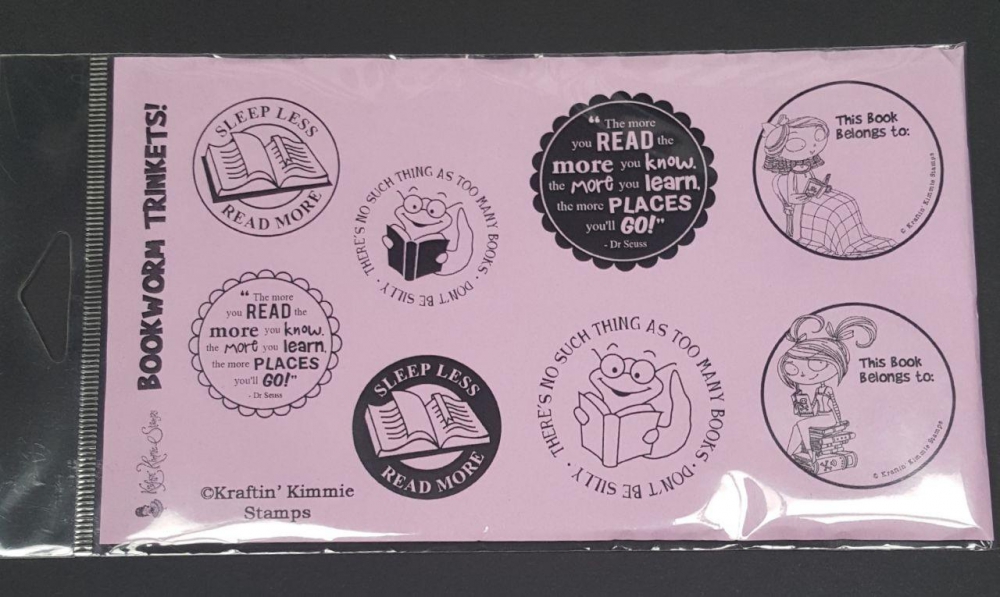 BOOKWORM TRINKETS!
SLEEP LESS
READ MORE
THERE'S NO SUCH THING AS TOO MANY BOOKS · DON'T BE SILLY ·
“ The more
you READ the
more you know.
the more you learn,
the more PLACES
you'll GO!”
- Dr Seuss
This Book
Belongs to:
© Kraftin' Kimmie Stamps
“ The more
you READ the
more you know.
the more you learn,
the more PLACES
you'll GO!”
- Dr Seuss
SLEEP LESS
READ MORE
THERE'S NO SUCH THING AS TOO MANY BOOKS · DON'T BE SILLY ·
This Book
Belongs to:
© Kraftin' Kimmie Stamps
Kraftin' Kimmie Stamps
©Kraftin' Kimmie
Stamps